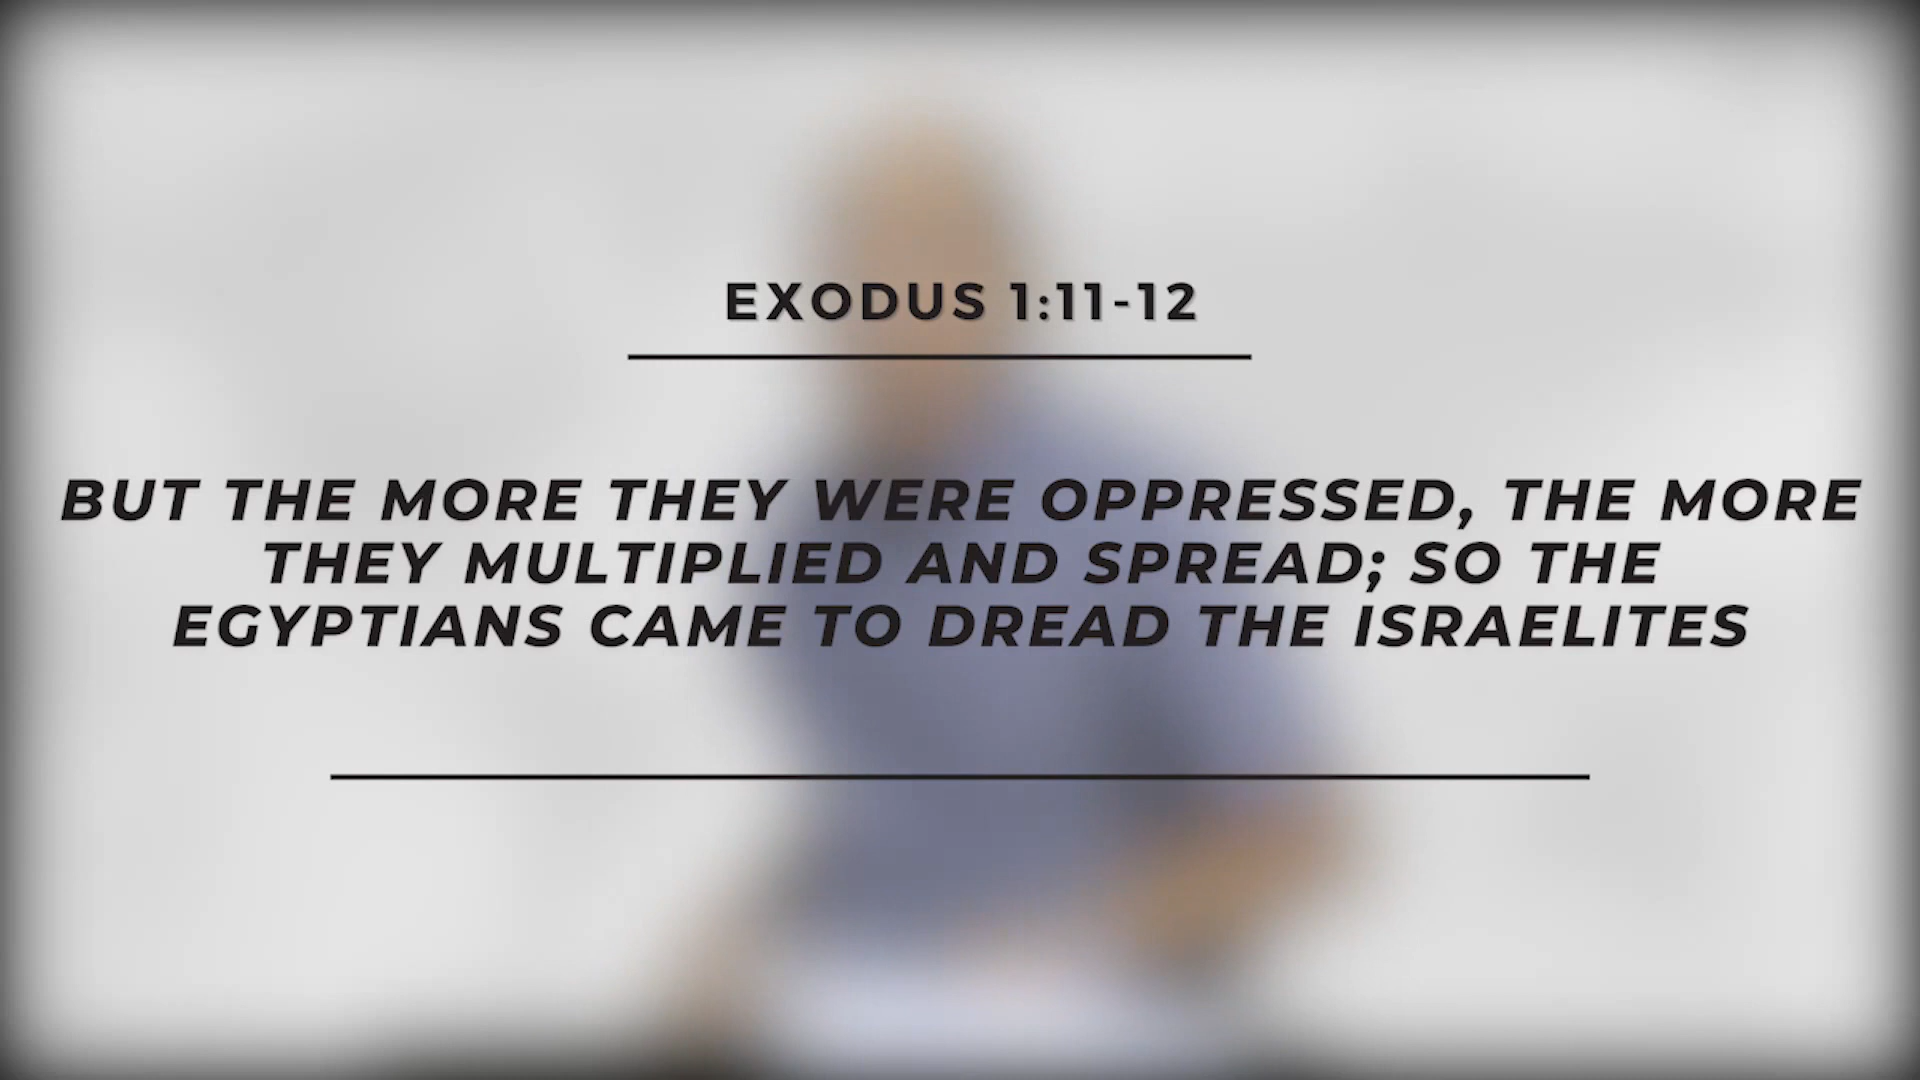 EXODUS 1:11-12
BUT THE MORE THEY WERE OPPRESSED, THE MORE
THEY MULTIPLIED AND SPREAD; SO THE
EGYPTIANS CAME TO DREAD THE ISRAELITES